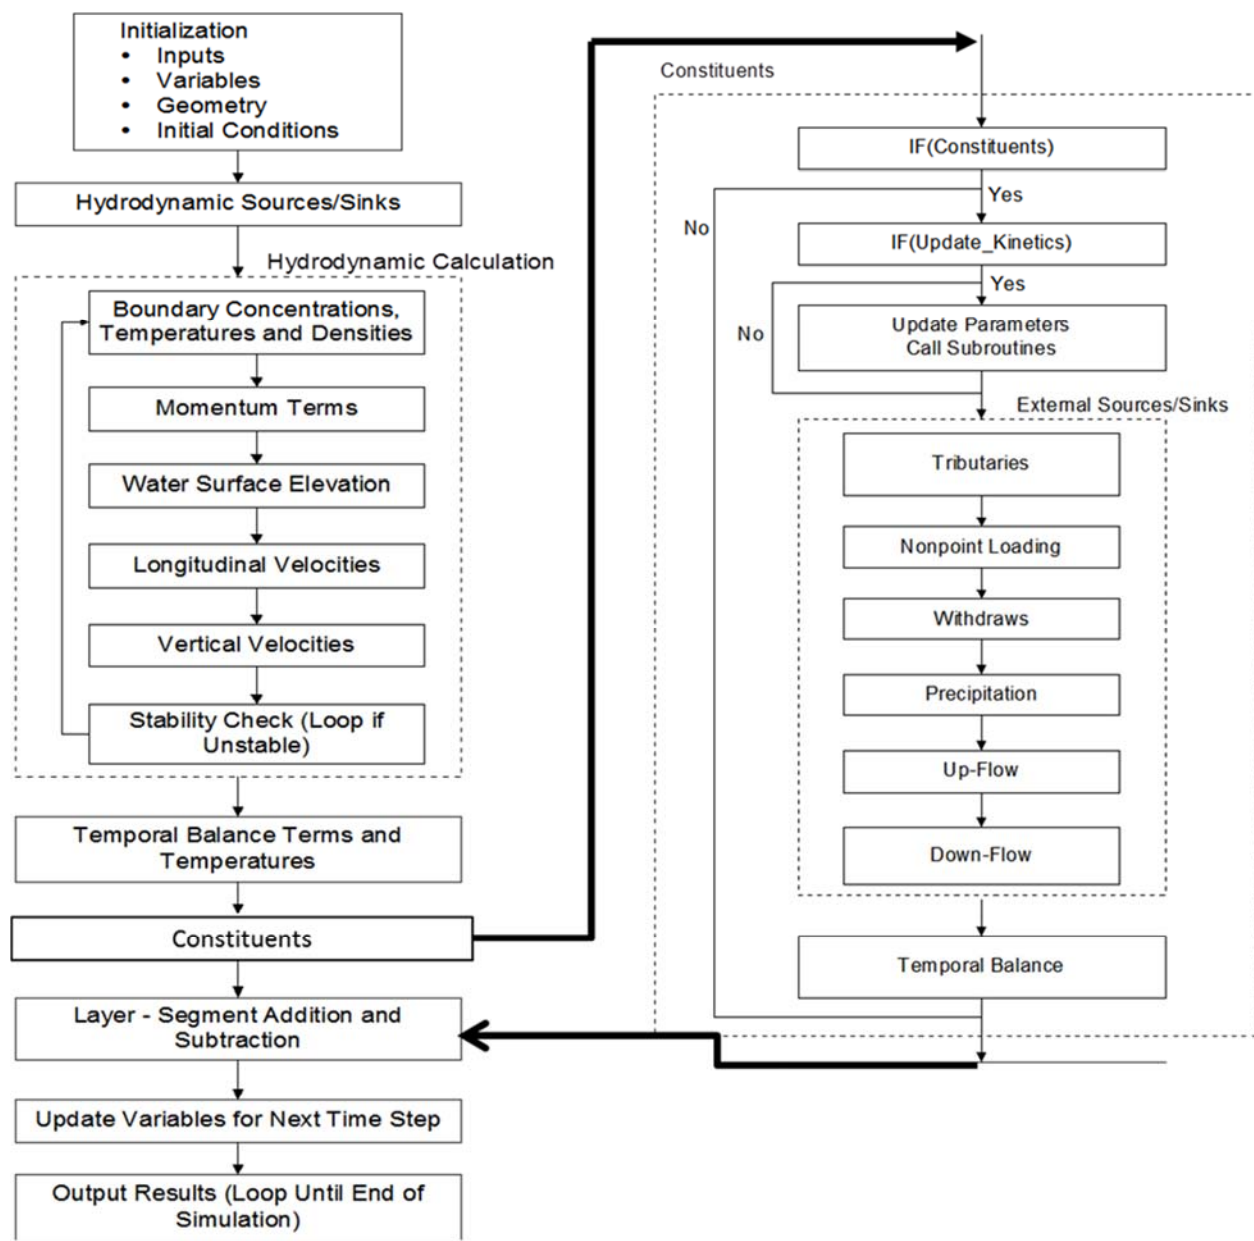 Initialization
• Inputs
• Variables
• Geometry
• Initial Conditions
Hydrodynamic Sources/Sinks
Hydrodynamic Calculation
Boundary Concentrations,
Temperatures and Densities
Momentum Terms
Water Surface Elevation
Longitudinal Velocities
Vertical Velocities
Stability Check (Loop if
Unstable)
Temporal Balance Terms and
Temperatures
Constituents
Layer - Segment Addition and
Subtraction
Update Variables for Next Time Step
Output Results (Loop Until End of
Simulation)
Constituents
IF(Constituents)
Yes
No
IF(Update_Kinetics)
Yes
No
Update Parameters
Call Subroutines
External Sources/Sinks
Tributaries
Nonpoint Loading
Withdraws
Precipitation
Up-Flow
Down-Flow
Temporal Balance